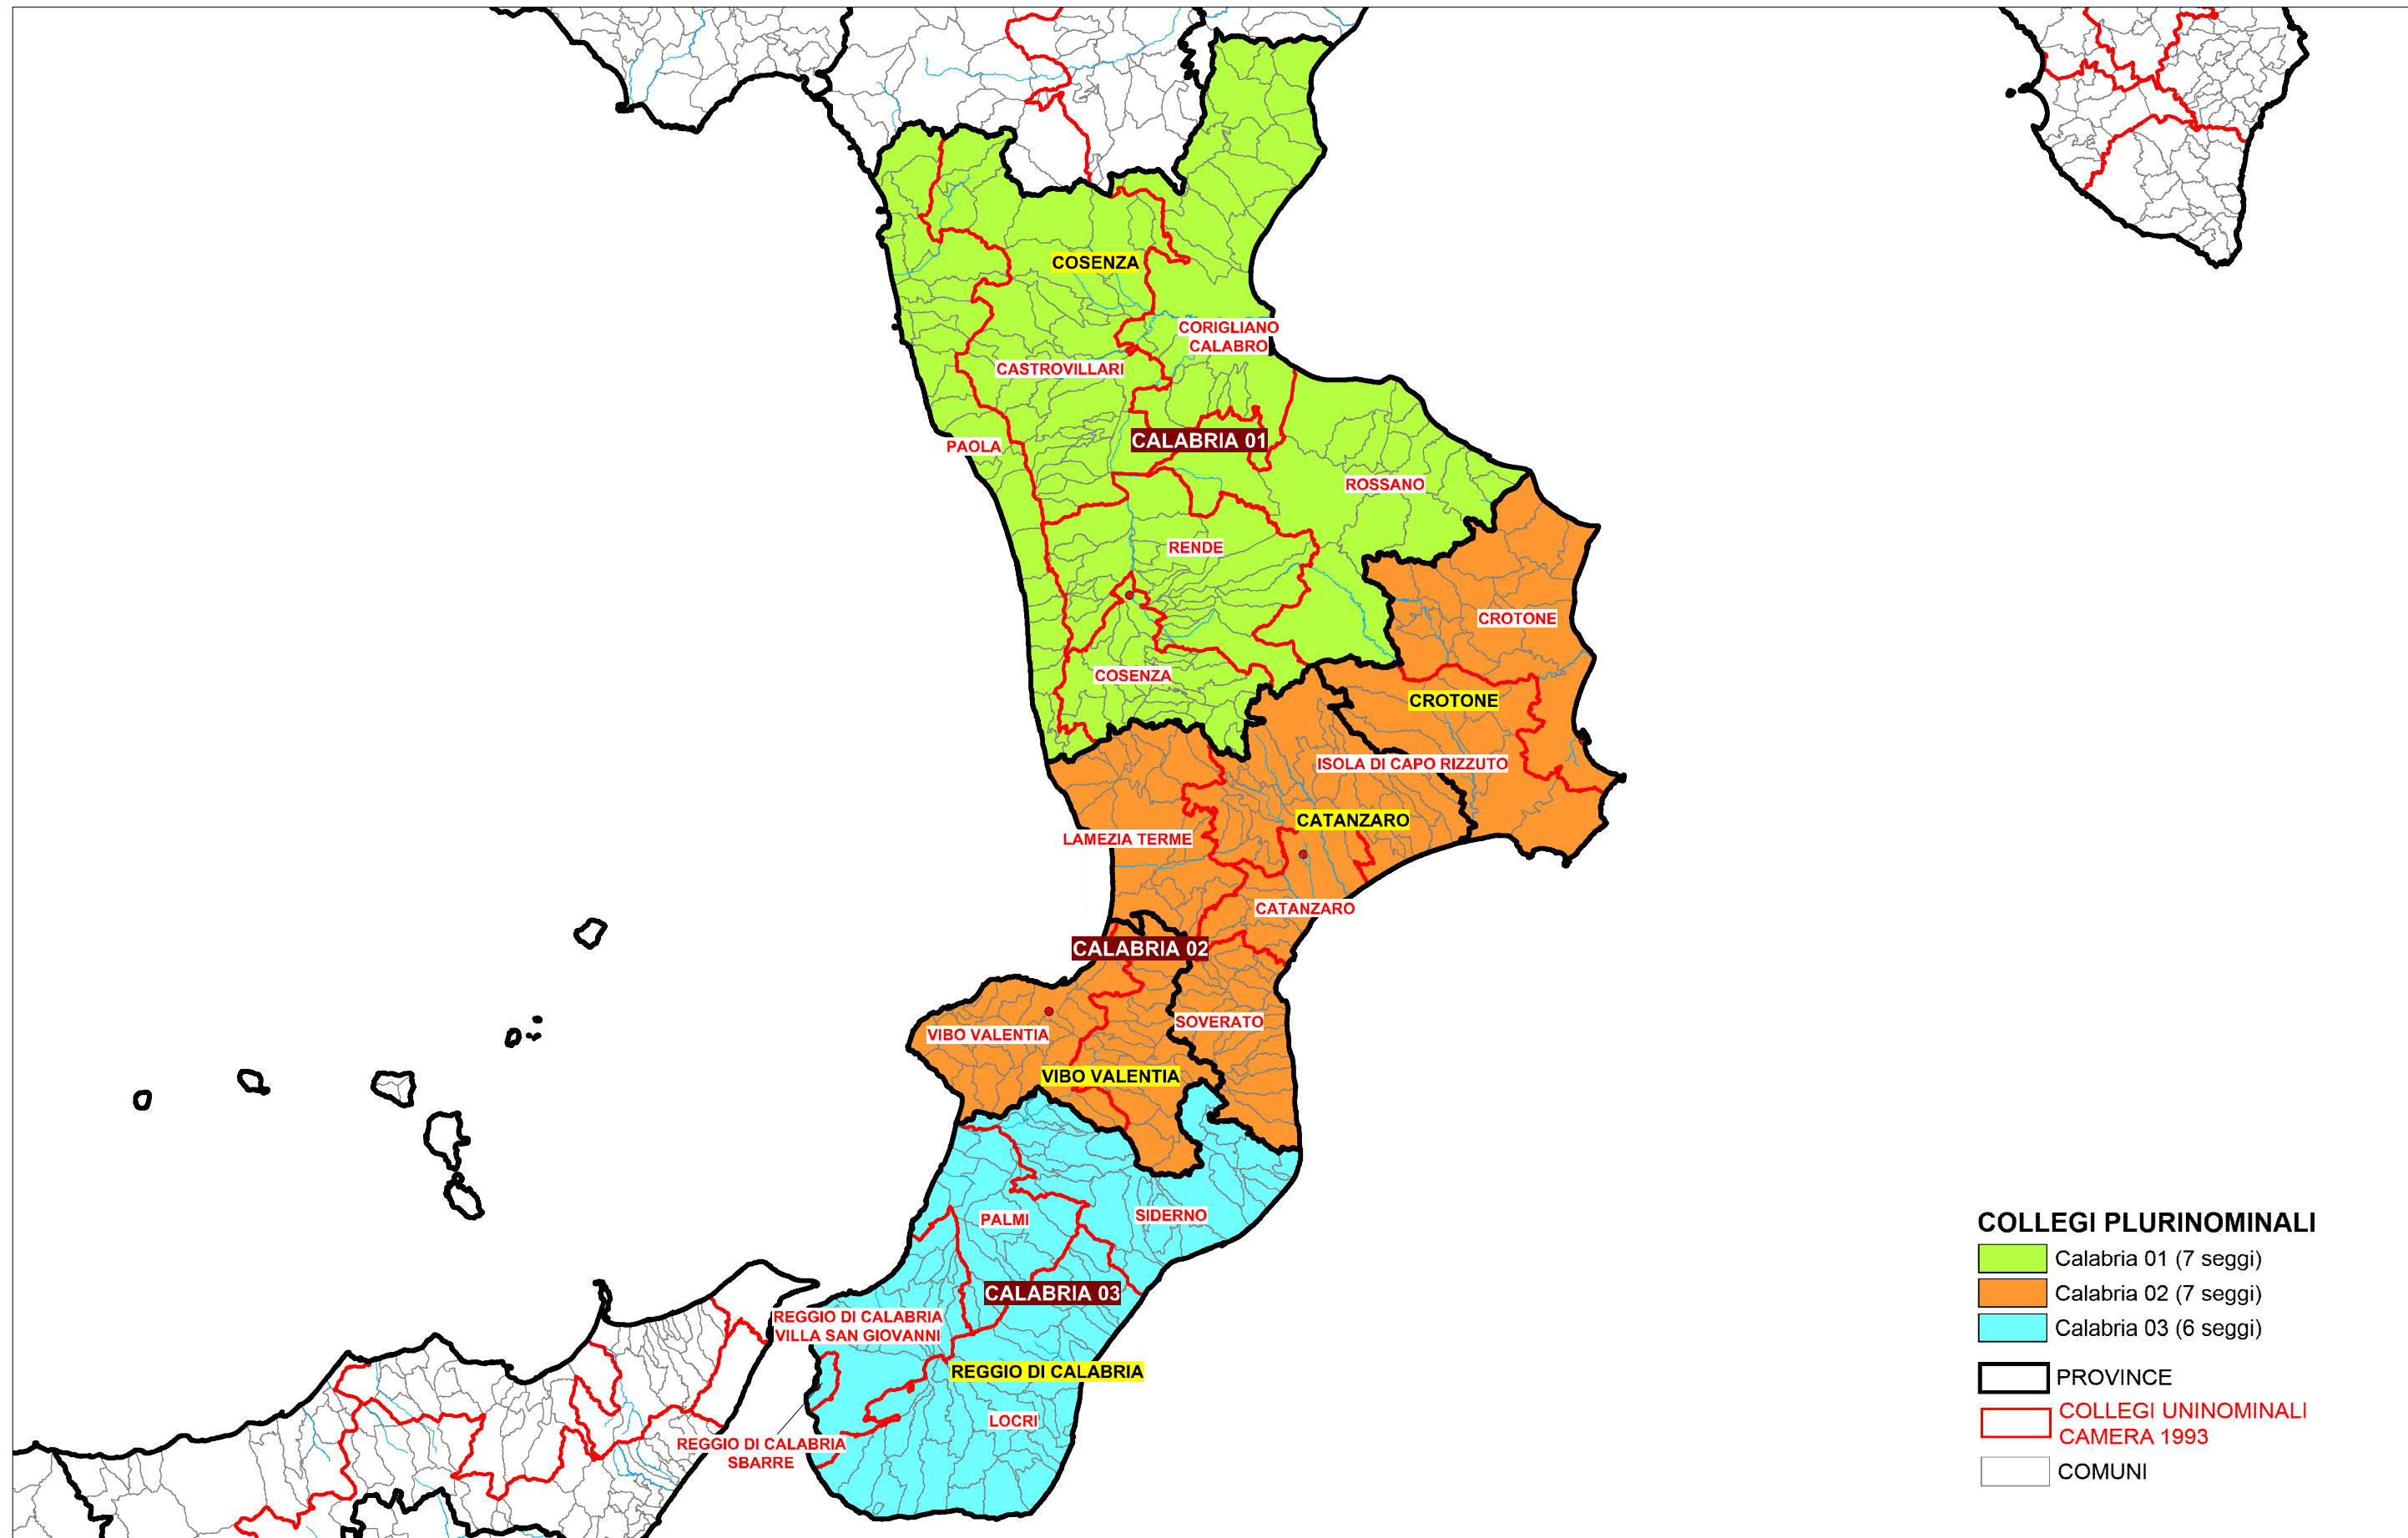 COSENZA
CORIGLIANO
CALABRO
CASTROVILLARI
PAOLA
CALABRIA 01
ROSSANO
RENDE
CROTONE
COSENZA
CROTONE
ISOLA DI CAPO RIZZUTO
CATANZARO
LAMEZIA TERME
CATANZARO
CALABRIA 02
SOVERATO
VIBO VALENTIA
VIBO VALENTIA
PALMI
SIDERNO
CALABRIA 03
REGGIO DI CALABRIA
VILLA SAN GIOVANNI
REGGIO DI CALABRIA
LOCRI
REGGIO DI CALABRIA
SBARRE
COLLEGI PLURINOMINALI
Calabria 01 (7 seggi)
Calabria 02 (7 seggi)
Calabria 03 (6 seggi)
PROVINCE
COLLEGI UNINOMINALI
CAMERA 1993
COMUNI